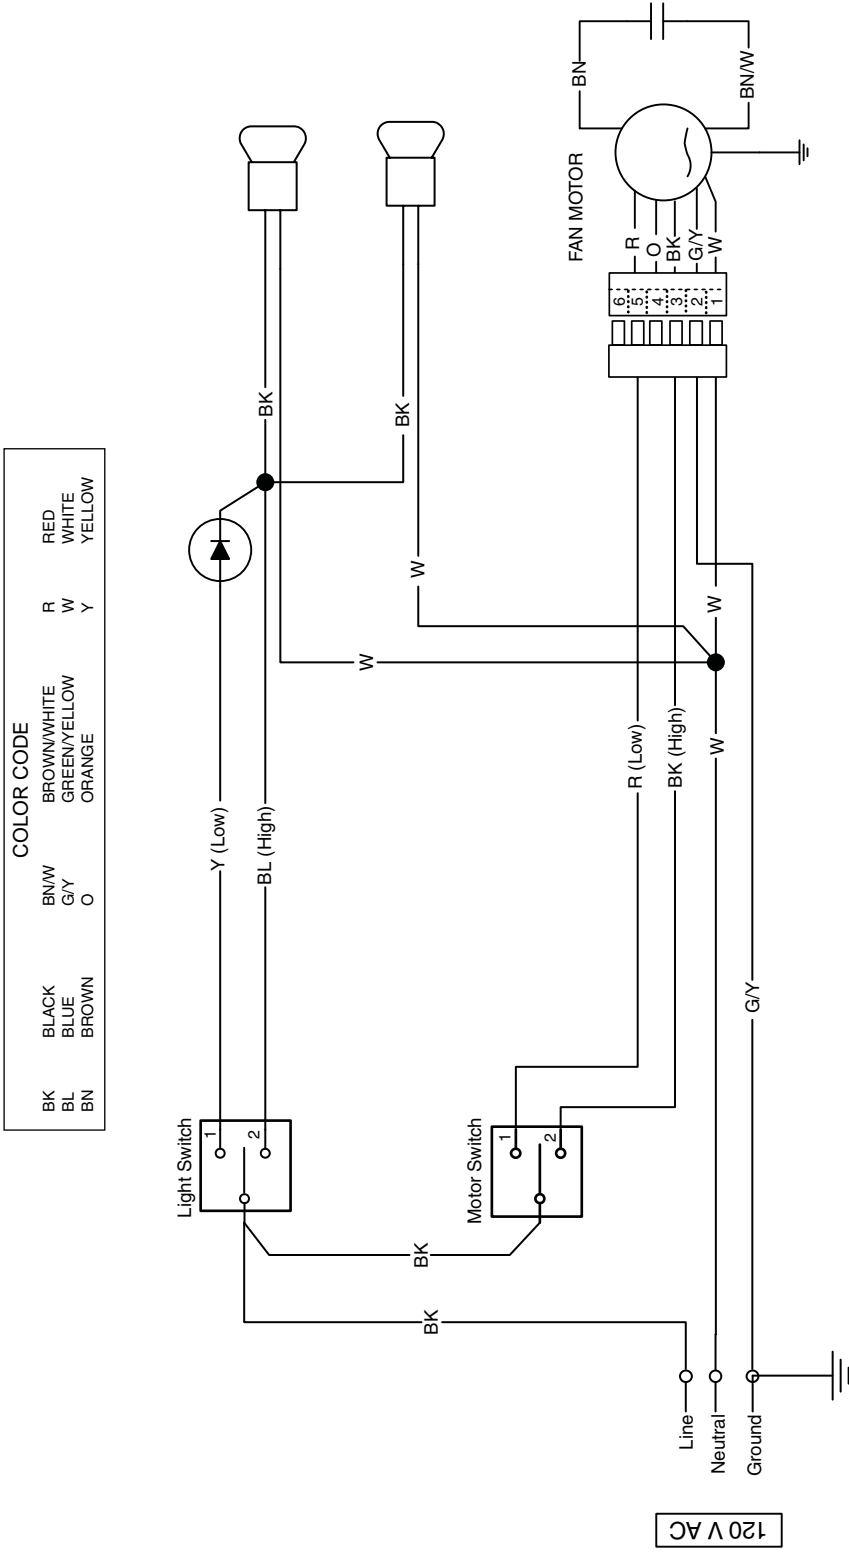 COLOR CODE
BK BLACK BN/W BROWN/WHITE R RED
BL BLUE G/Y GREEN/YELLOW W WHITE
BN BROWN O ORANGE Y YELLOW
Light Switch
1
2
Y (Low)
BL (High)
BK
BK
W
W
BK
BK
Motor Switch
1
2
R (Low)
BK (High)
W
W
G/Y
FAN MOTOR
6
5
4
3
2
1
R
O
BK
G/Y
W
BN
BN/W
Line
Neutral
Ground
120 V AC